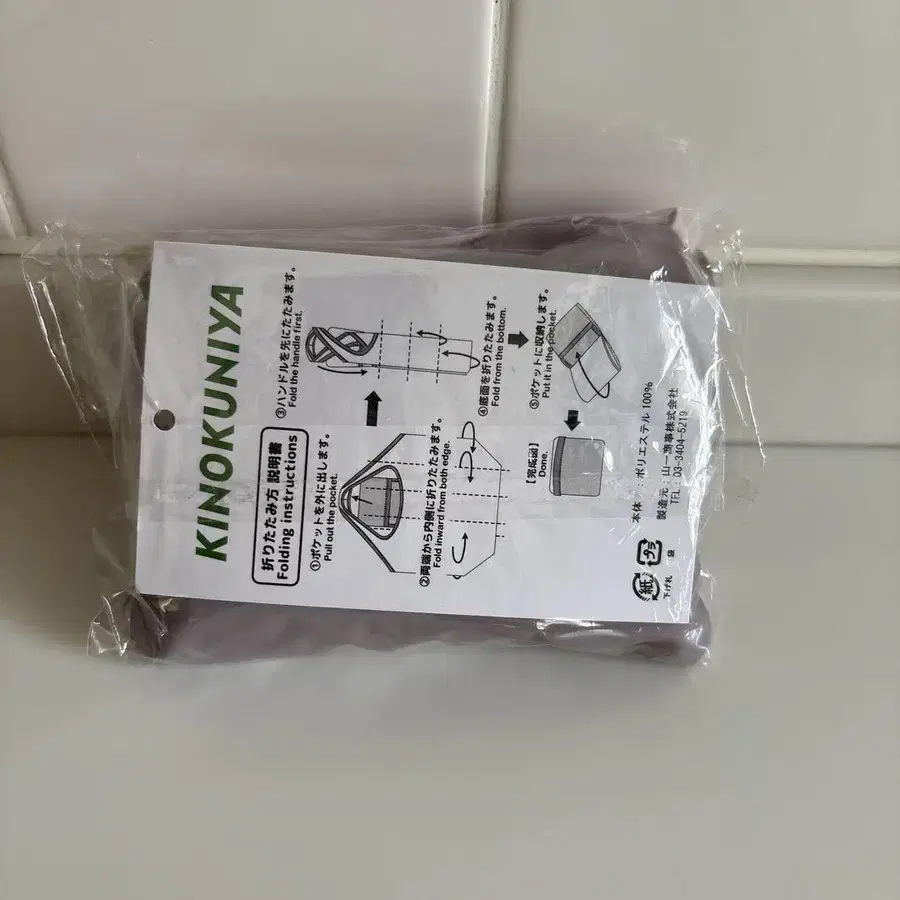 KINOKUNIYA
折りたたみ方 説明書
Folding instructions
①ポケットを外に出します。
Pull out the pocket.
②両端から内側に折りたたみます。
Fold inward from both edge.
③ハンドルを先にたたみます。
Fold the handle first.
④底面を折りたたみます。
Fold from the bottom.
⑤ポケットに収納します。
Put it in the pocket.
【完成図】
Done.
本体 : ポリエステル 100%
製造元 : 山一商事株式会社
TEL : 03-3404-5219
紙 プラ
下げ札 袋